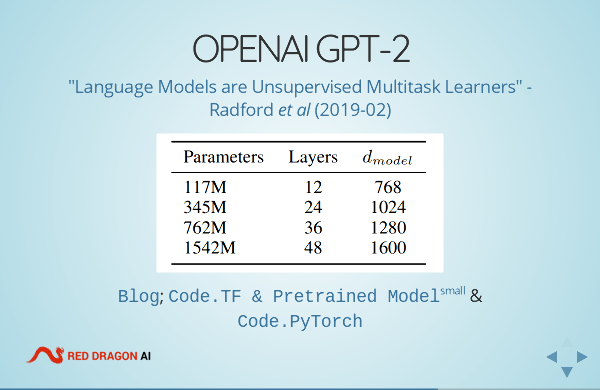 OPENAI GPT-2
"Language Models are Unsupervised Multitask Learners" -
Radford et al (2019-02)
Parameters Layers d_model
117M 12 768
345M 24 1024
762M 36 1280
1542M 48 1600
Blog; Code.TF & Pretrained Model^small &
Code.PyTorch
RED DRAGON AI